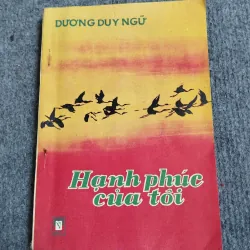 DƯƠNG DUY NGỮ
Hạnh phúc
của tôi